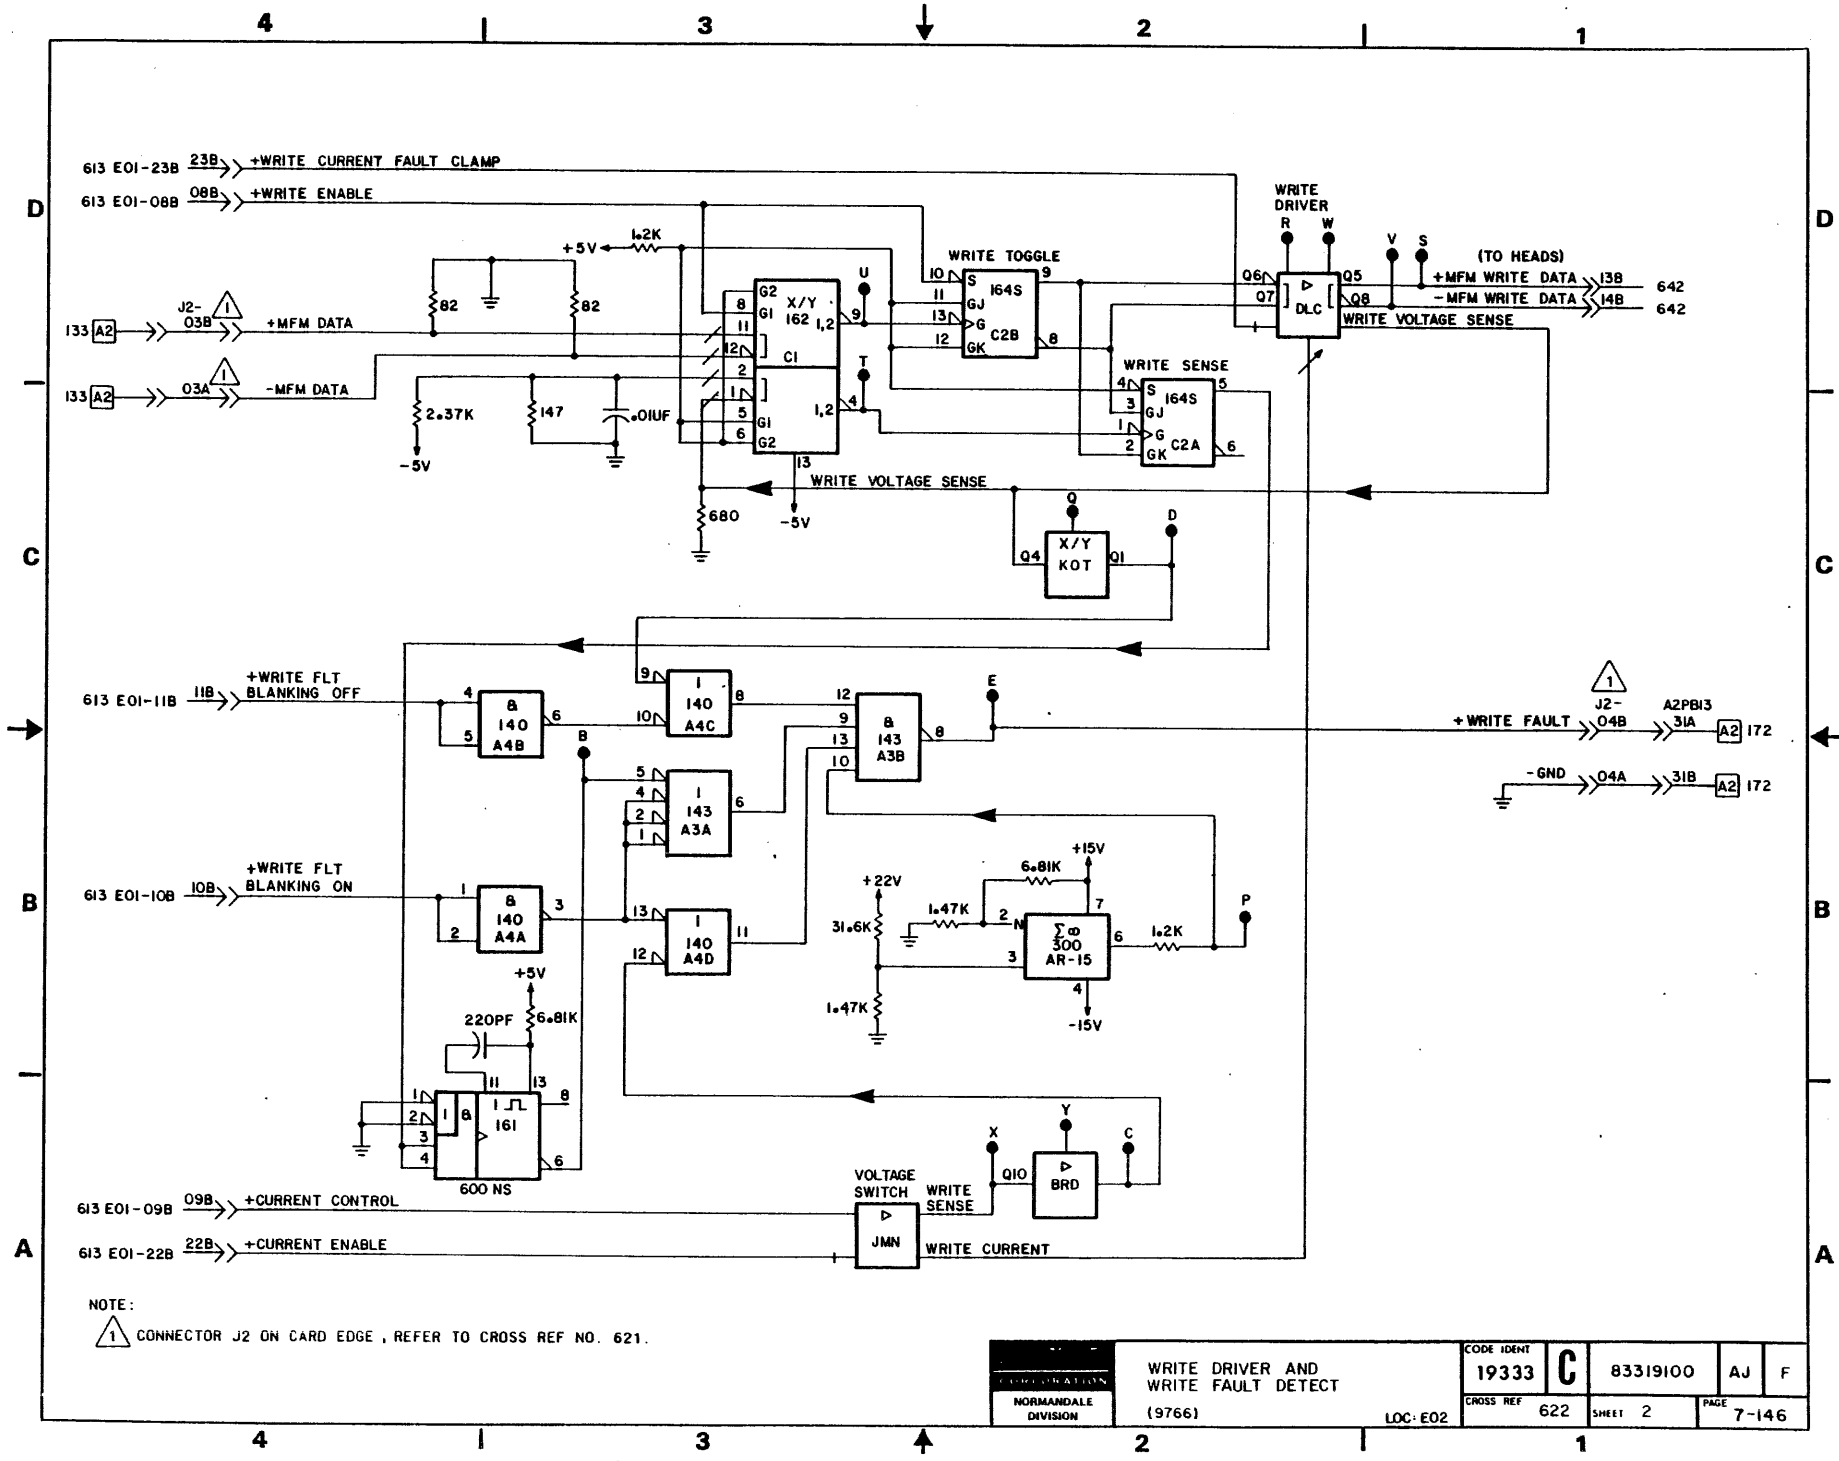 4 3 2 1
D
D
613 E01-23B 23B +WRITE CURRENT FAULT CLAMP
613 E01-08B 08B +WRITE ENABLE
WRITE
DRIVER
R W
V S
(TO HEADS)
Q6 Q5 +MFM WRITE DATA 13B 642
Q7 DLC Q8 -MFM WRITE DATA 14B 642
WRITE VOLTAGE SENSE
+5V 1.2K
WRITE TOGGLE
10 S 9
11 GJ 164S
13 G
12 GK C2B 8
82 82
J2- 1
133 A2 03B +MFM DATA
1
133 A2 03A -MFM DATA
G2 X/Y
8 G1 162
11 1,2 9 U
12 C1
2
1 1,2 4 T
5 G1
6 G2
13
-5V
2.37K 147 .01UF
-5V
WRITE SENSE
4 S 5
3 GJ 164S
1 G
2 GK C2A 6
WRITE VOLTAGE SENSE
680
Q D
X/Y
Q4 KOT Q1
C
C
613 E01-11B 11B +WRITE FLT
BLANKING OFF
4 & 140
5 A4B 6
9 1 140 8
10 A4C
B
5 1
4 143 6
2 A3A
1
12 &
9 143
13 A3B 8
10
E
1
J2- A2PB13
+WRITE FAULT 04B 31A A2 172
-GND 04A 31B A2 172
613 E01-10B 10B +WRITE FLT
BLANKING ON
1 & 140
2 A4A 3
13 1 140 11
12 A4D
B
B
+22V
31.6K
1.47K
1.47K
6.81K
+15V
7
2 N Σ∞
300 6 1.2K P
3 AR-15
4
-15V
+5V
220PF 6.81K
11 13
1 1 & 1 8
2 161
3
4 6
600 NS
X Y C
Q10 BRD
VOLTAGE
SWITCH
WRITE
SENSE
JMN
WRITE CURRENT
613 E01-09B 09B +CURRENT CONTROL
613 E01-22B 22B +CURRENT ENABLE
A
A
NOTE:
1 CONNECTOR J2 ON CARD EDGE, REFER TO CROSS REF NO. 621.
CORPORATION
NORMANDALE
DIVISION
WRITE DRIVER AND
WRITE FAULT DETECT
(9766)
LOC: E02
CODE IDENT
19333 C 83319100 AJ F
CROSS REF 622 SHEET 2 PAGE 7-146
4 3 2 1